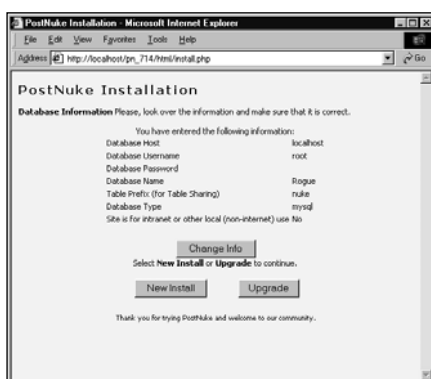 PostNuke Installation - Microsoft Internet Explorer
File Edit View Favorites Tools Help
Address http://localhost/pn_714/html/install.php Go
PostNuke Installation
Database Information Please, look over the information and make sure that it is correct.
You have entered the following information:
Database Host localhost
Database Username root
Database Password
Database Name Rogue
Table Prefix (for Table Sharing) nuke
Database Type mysql
Site is for intranet or other local (non-internet) use No
Change Info
Select New Install or Upgrade to continue.
New Install Upgrade
Thank you for trying PostNuke and welcome to our community.